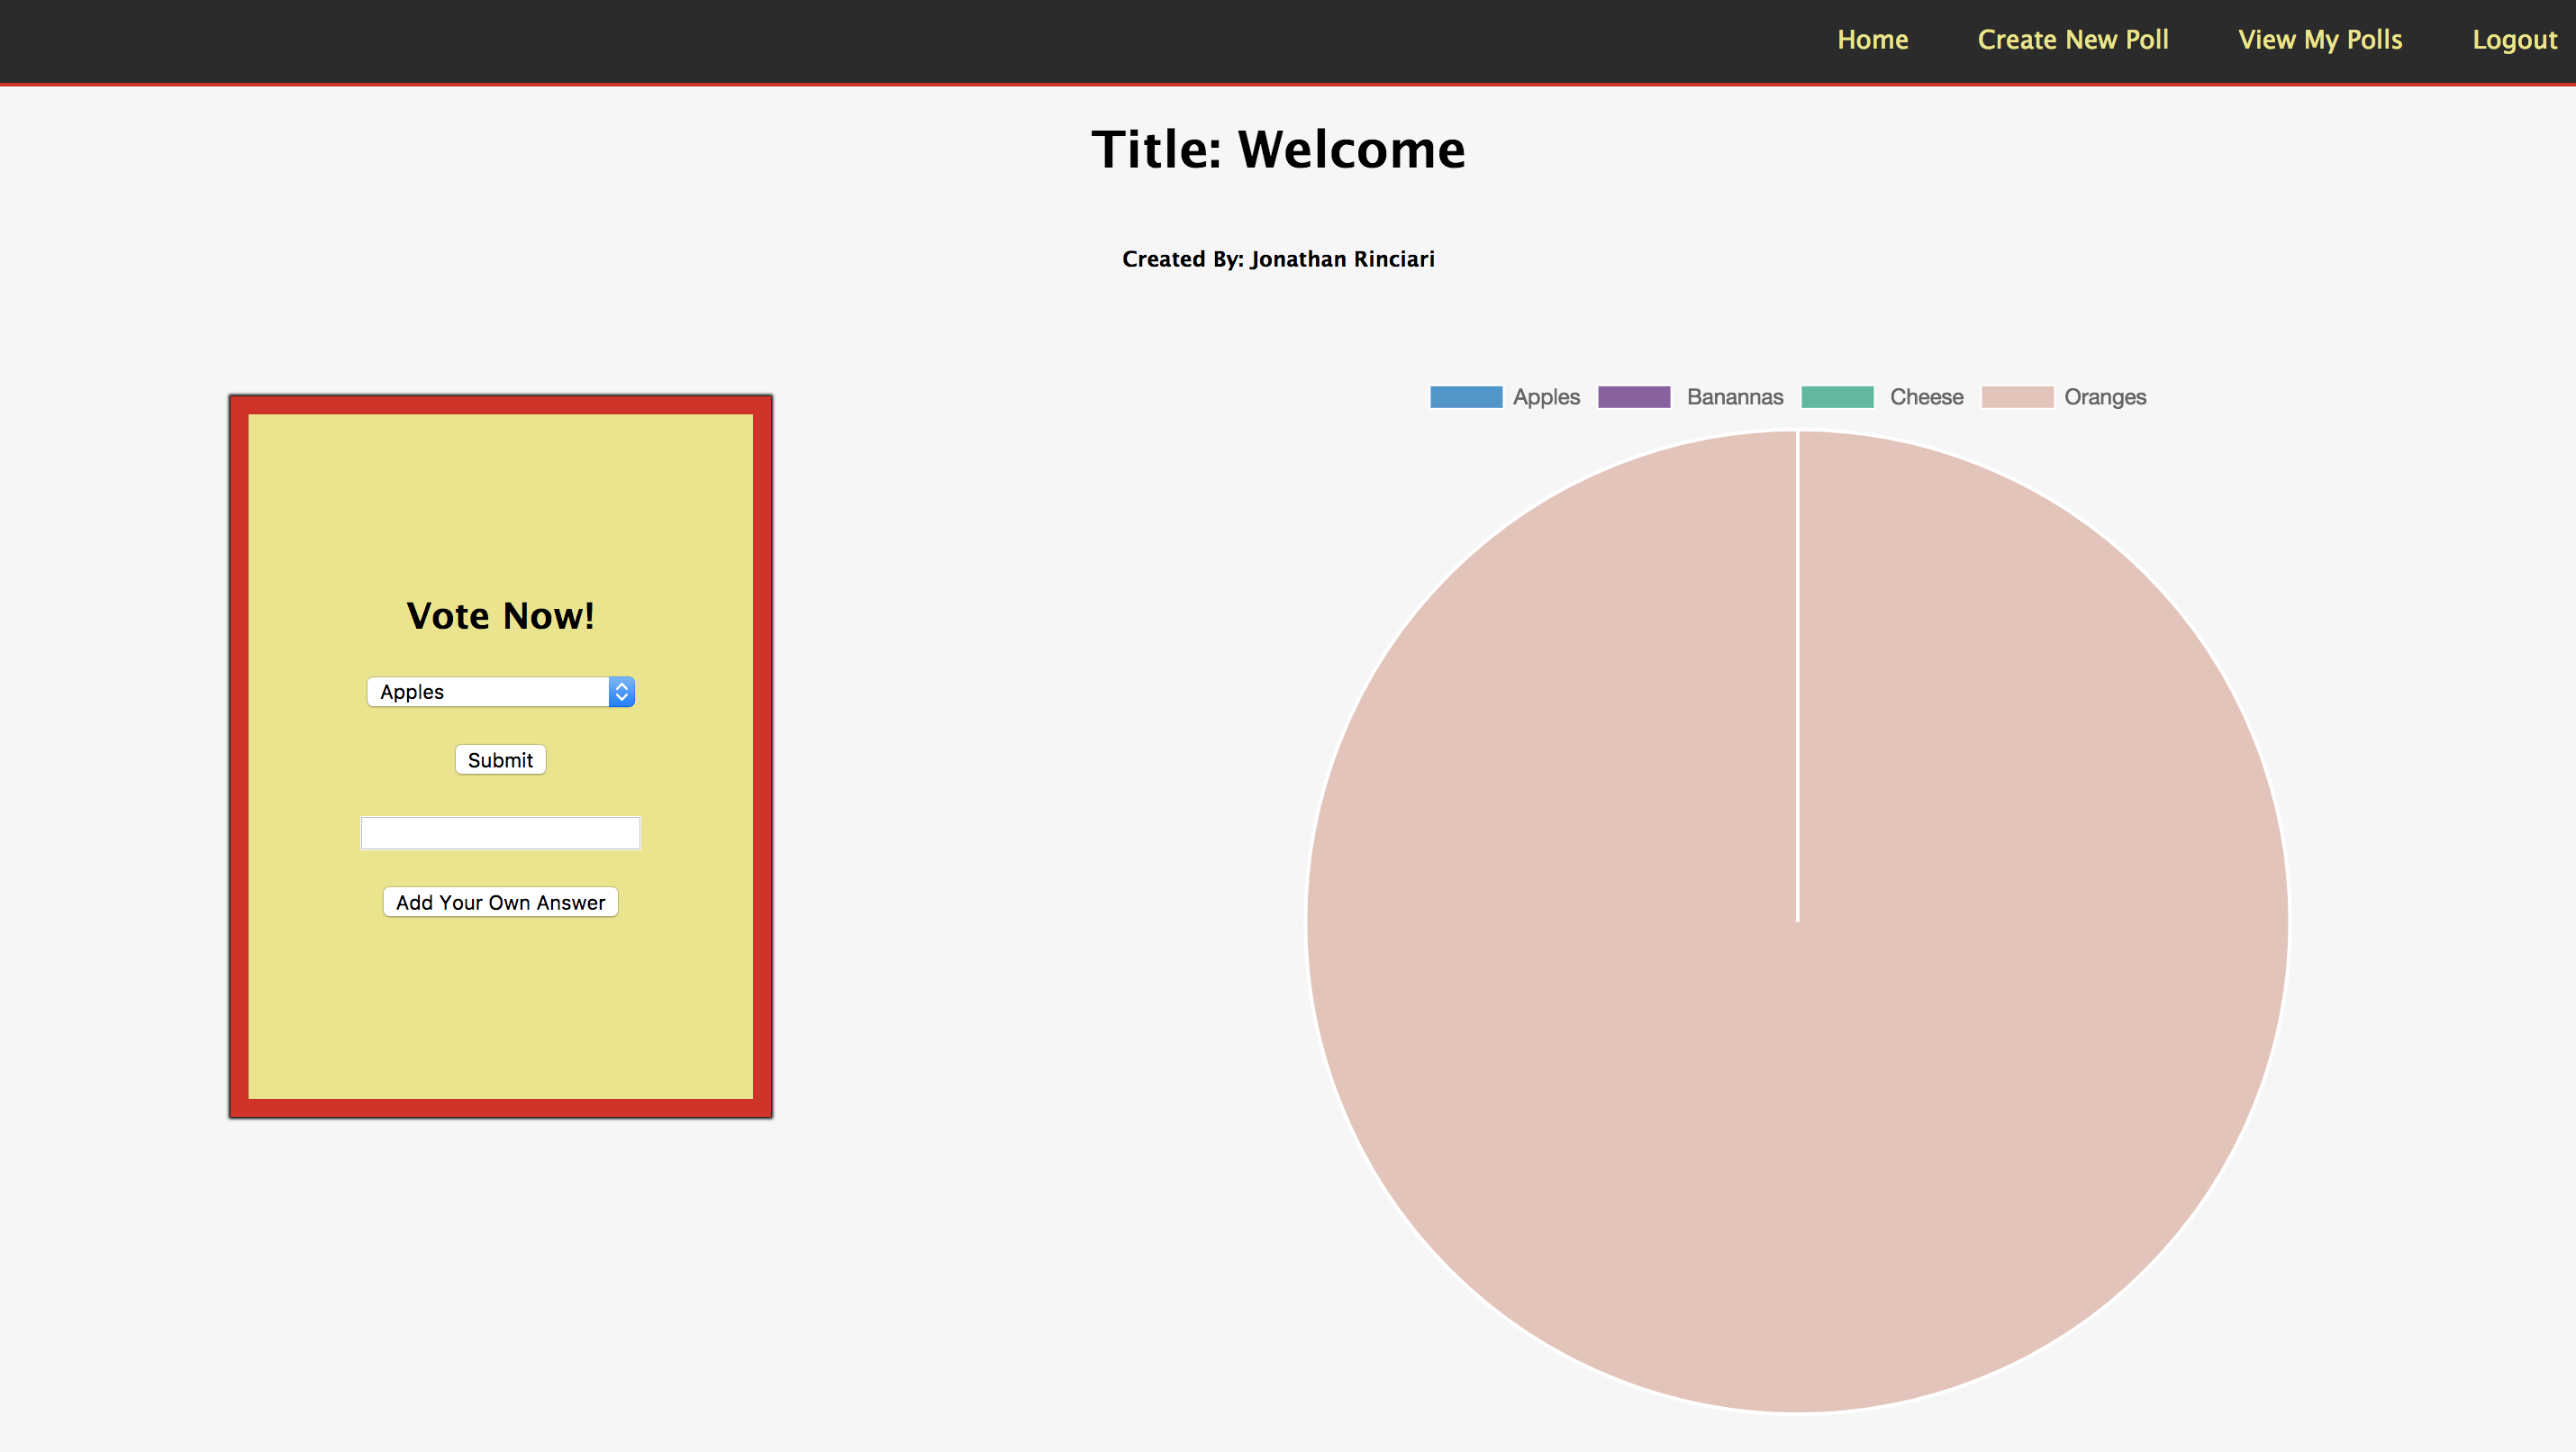 Home Create New Poll View My Polls Logout
Title: Welcome
Created By: Jonathan Rinciari
Vote Now!
Apples
Submit
Add Your Own Answer
Apples Banannas Cheese Oranges